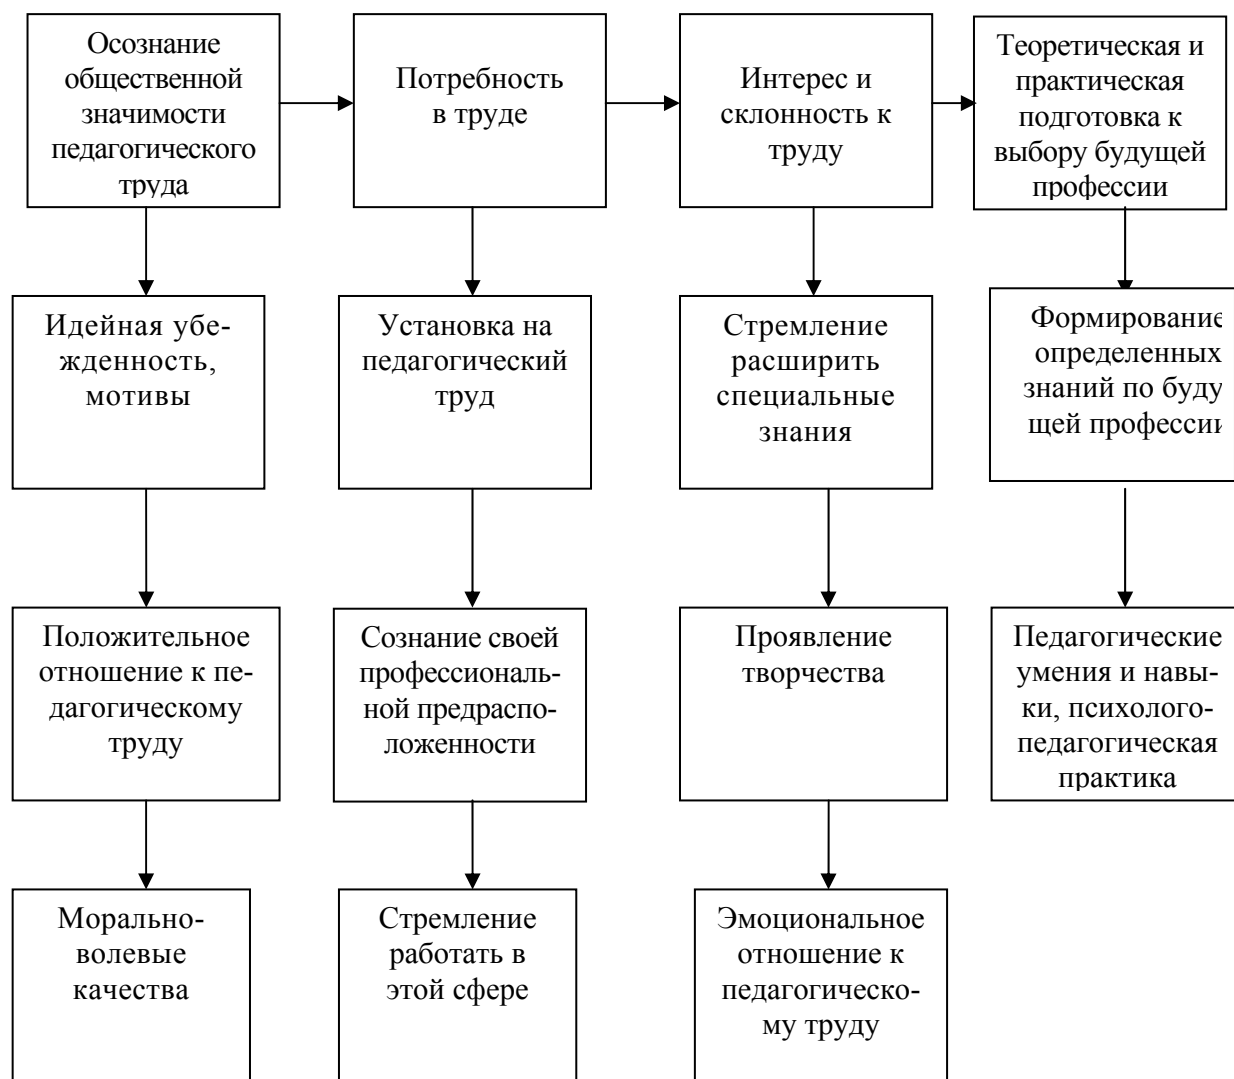 Осознание
общественной
значимости
педагогического
труда
Потребность
в труде
Интерес и
склонность к
труду
Теоретическая и
практическая
подготовка к
выбору будущей
профессии
Идейная убе-
жденность,
мотивы
Установка на
педагогический
труд
Стремление
расширить
специальные
знания
Формирование
определенных
знаний по буду
щей профессии
Положительное
отношение к пе-
дагогическому
труду
Сознание своей
профессиональ-
ной предраспо-
ложенности
Проявление
творчества
Педагогические
умения и навы-
ки, психолого-
педагогическая
практика
Морально-
волевые
качества
Стремление
работать в
этой сфере
Эмоциональное
отношение к
педагогическо-
му труду